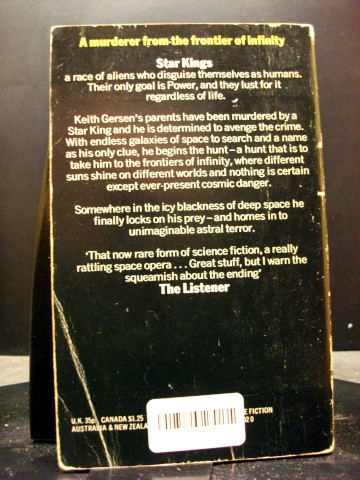 A murderer from the frontier of infinity
Star Kings
a race of aliens who disguise themselves as humans.
Their only goal is Power, and they lust for it
regardless of life.
Keith Gersen's parents have been murdered by a
Star King and he is determined to avenge the crime.
With endless galaxies of space to search and a name
as his only clue, he begins the hunt – a hunt that is to
take him to the frontiers of infinity, where different
suns shine on different worlds and nothing is certain
except ever-present cosmic danger.
Somewhere in the icy blackness of deep space he
finally locks on his prey – and homes in to
unimaginable astral terror.
'That now rare form of science fiction, a really
rattling space opera . . . Great stuff, but I warn the
squeamish about the ending'
The Listener
U.K. 35p CANADA $1.25 FICTION
AUSTRALIA & NEW